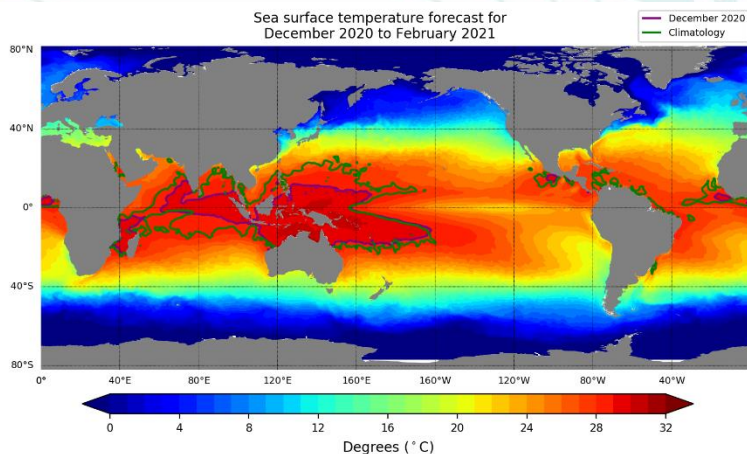 Sea surface temperature forecast for
December 2020 to February 2021
December 2020
Climatology
80°N
40°N
0°
40°S
80°S
0° 40°E 80°E 120°E 160°E 160°W 120°W 80°W 40°W
0 4 8 12 16 20 24 28 32
Degrees (°C)